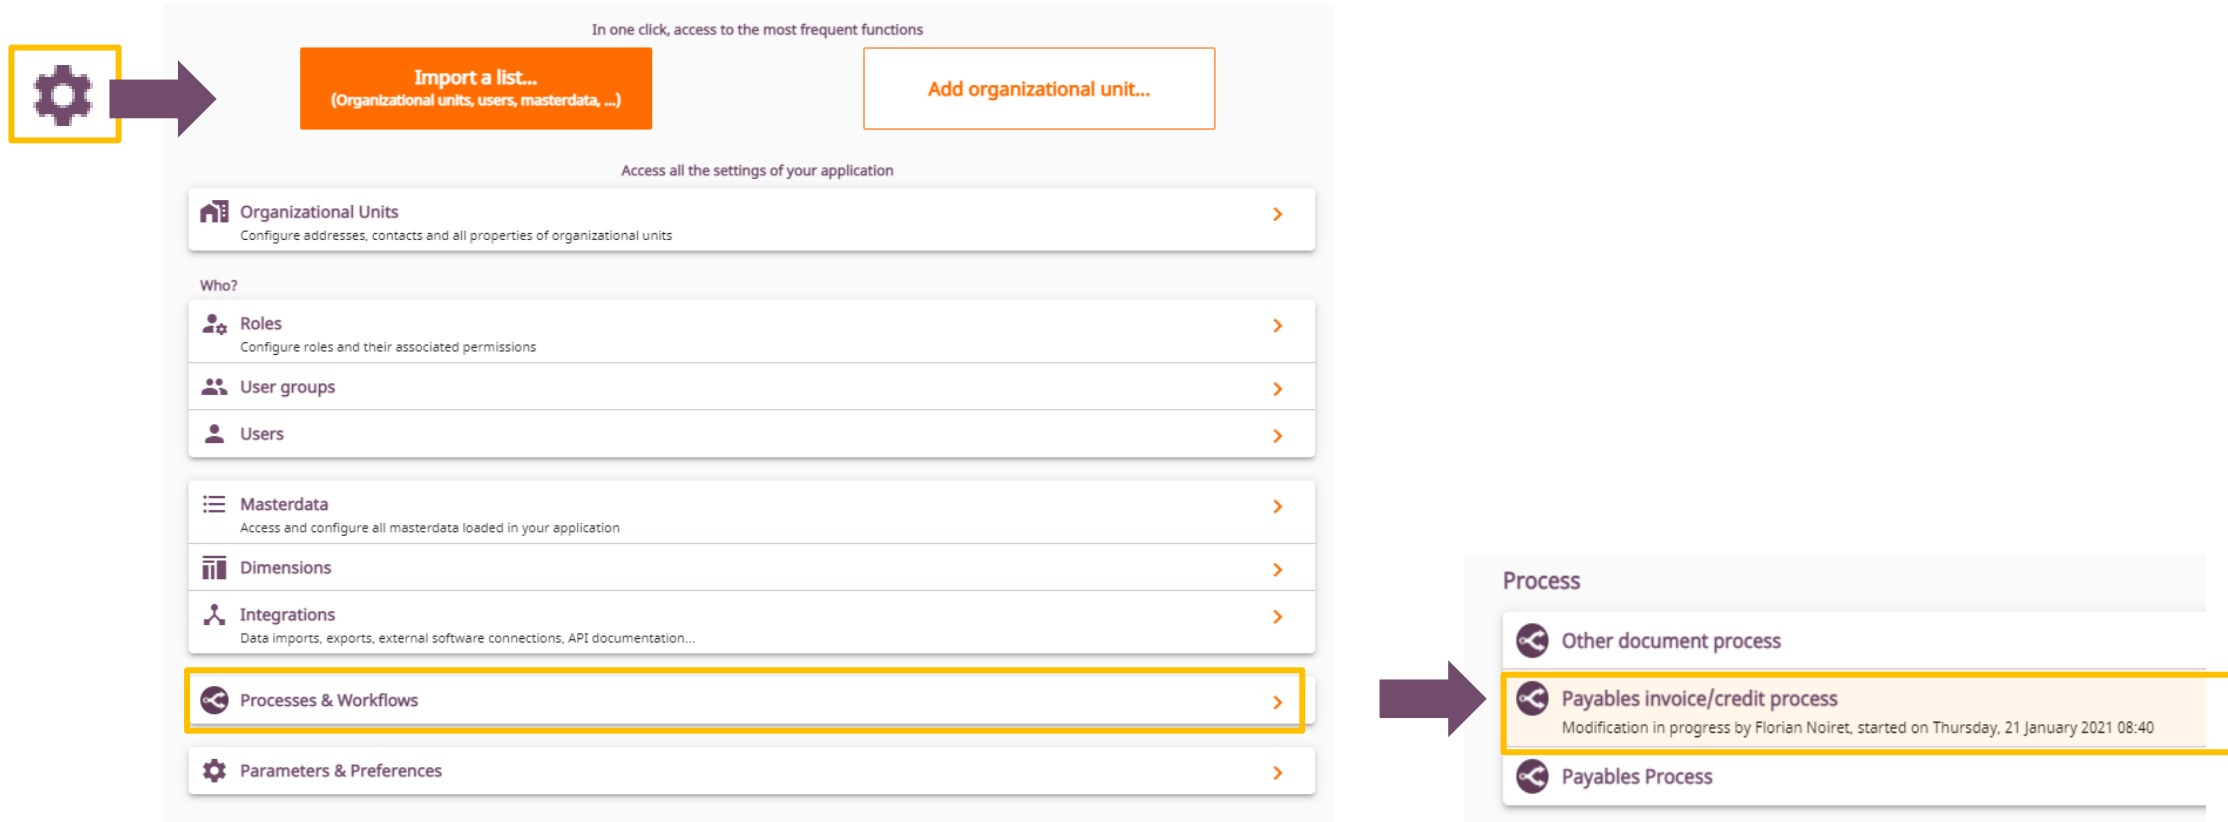 In one click, access to the most frequent functions
Import a list...
(Organizational units, users, masterdata, ...)
Add organizational unit...
Access all the settings of your application
Organizational Units
Configure addresses, contacts and all properties of organizational units
Who?
Roles
Configure roles and their associated permissions
User groups
Users
Masterdata
Access and configure all masterdata loaded in your application
Dimensions
Integrations
Data imports, exports, external software connections, API documentation...
Processes & Workflows
Parameters & Preferences
Process
Other document process
Payables invoice/credit process
Modification in progress by Florian Noiret, started on Thursday, 21 January 2021 08:40
Payables Process